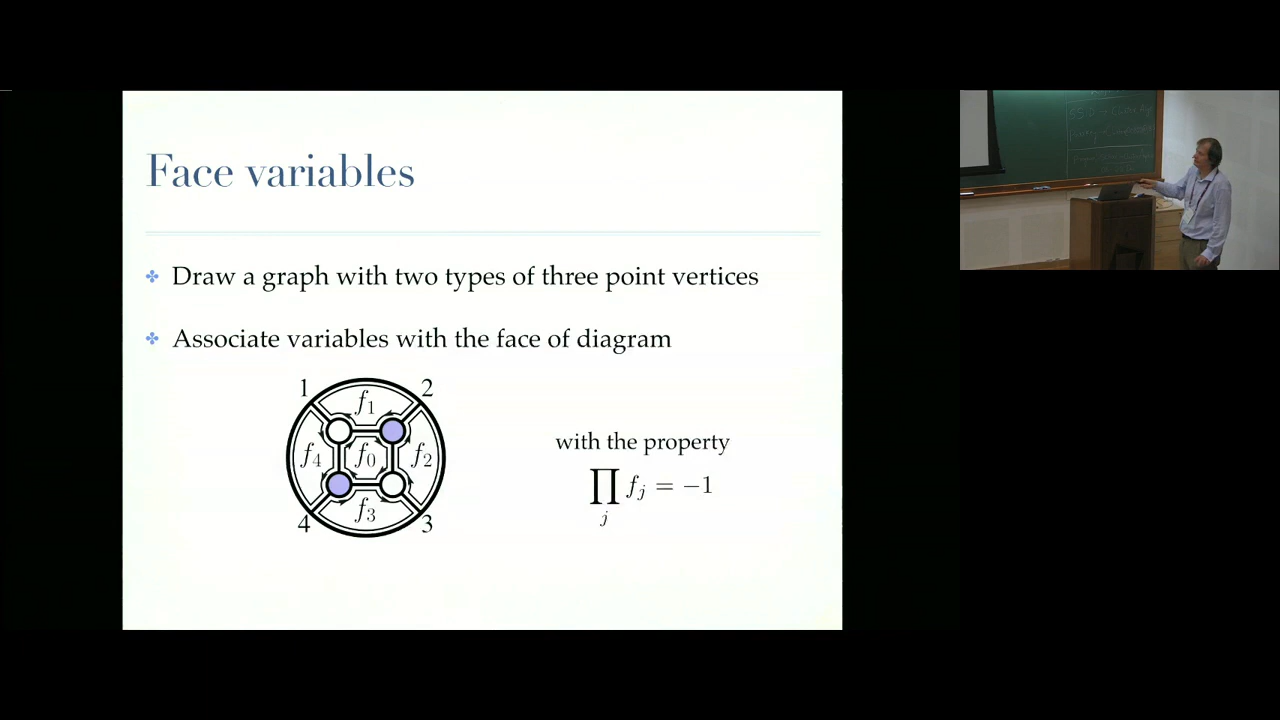 Face variables
Draw a graph with two types of three point vertices
Associate variables with the face of diagram
1 2
f₁
f₄ f₀ f₂
f₃
4 3
with the property
∏ⱼ fⱼ = −1